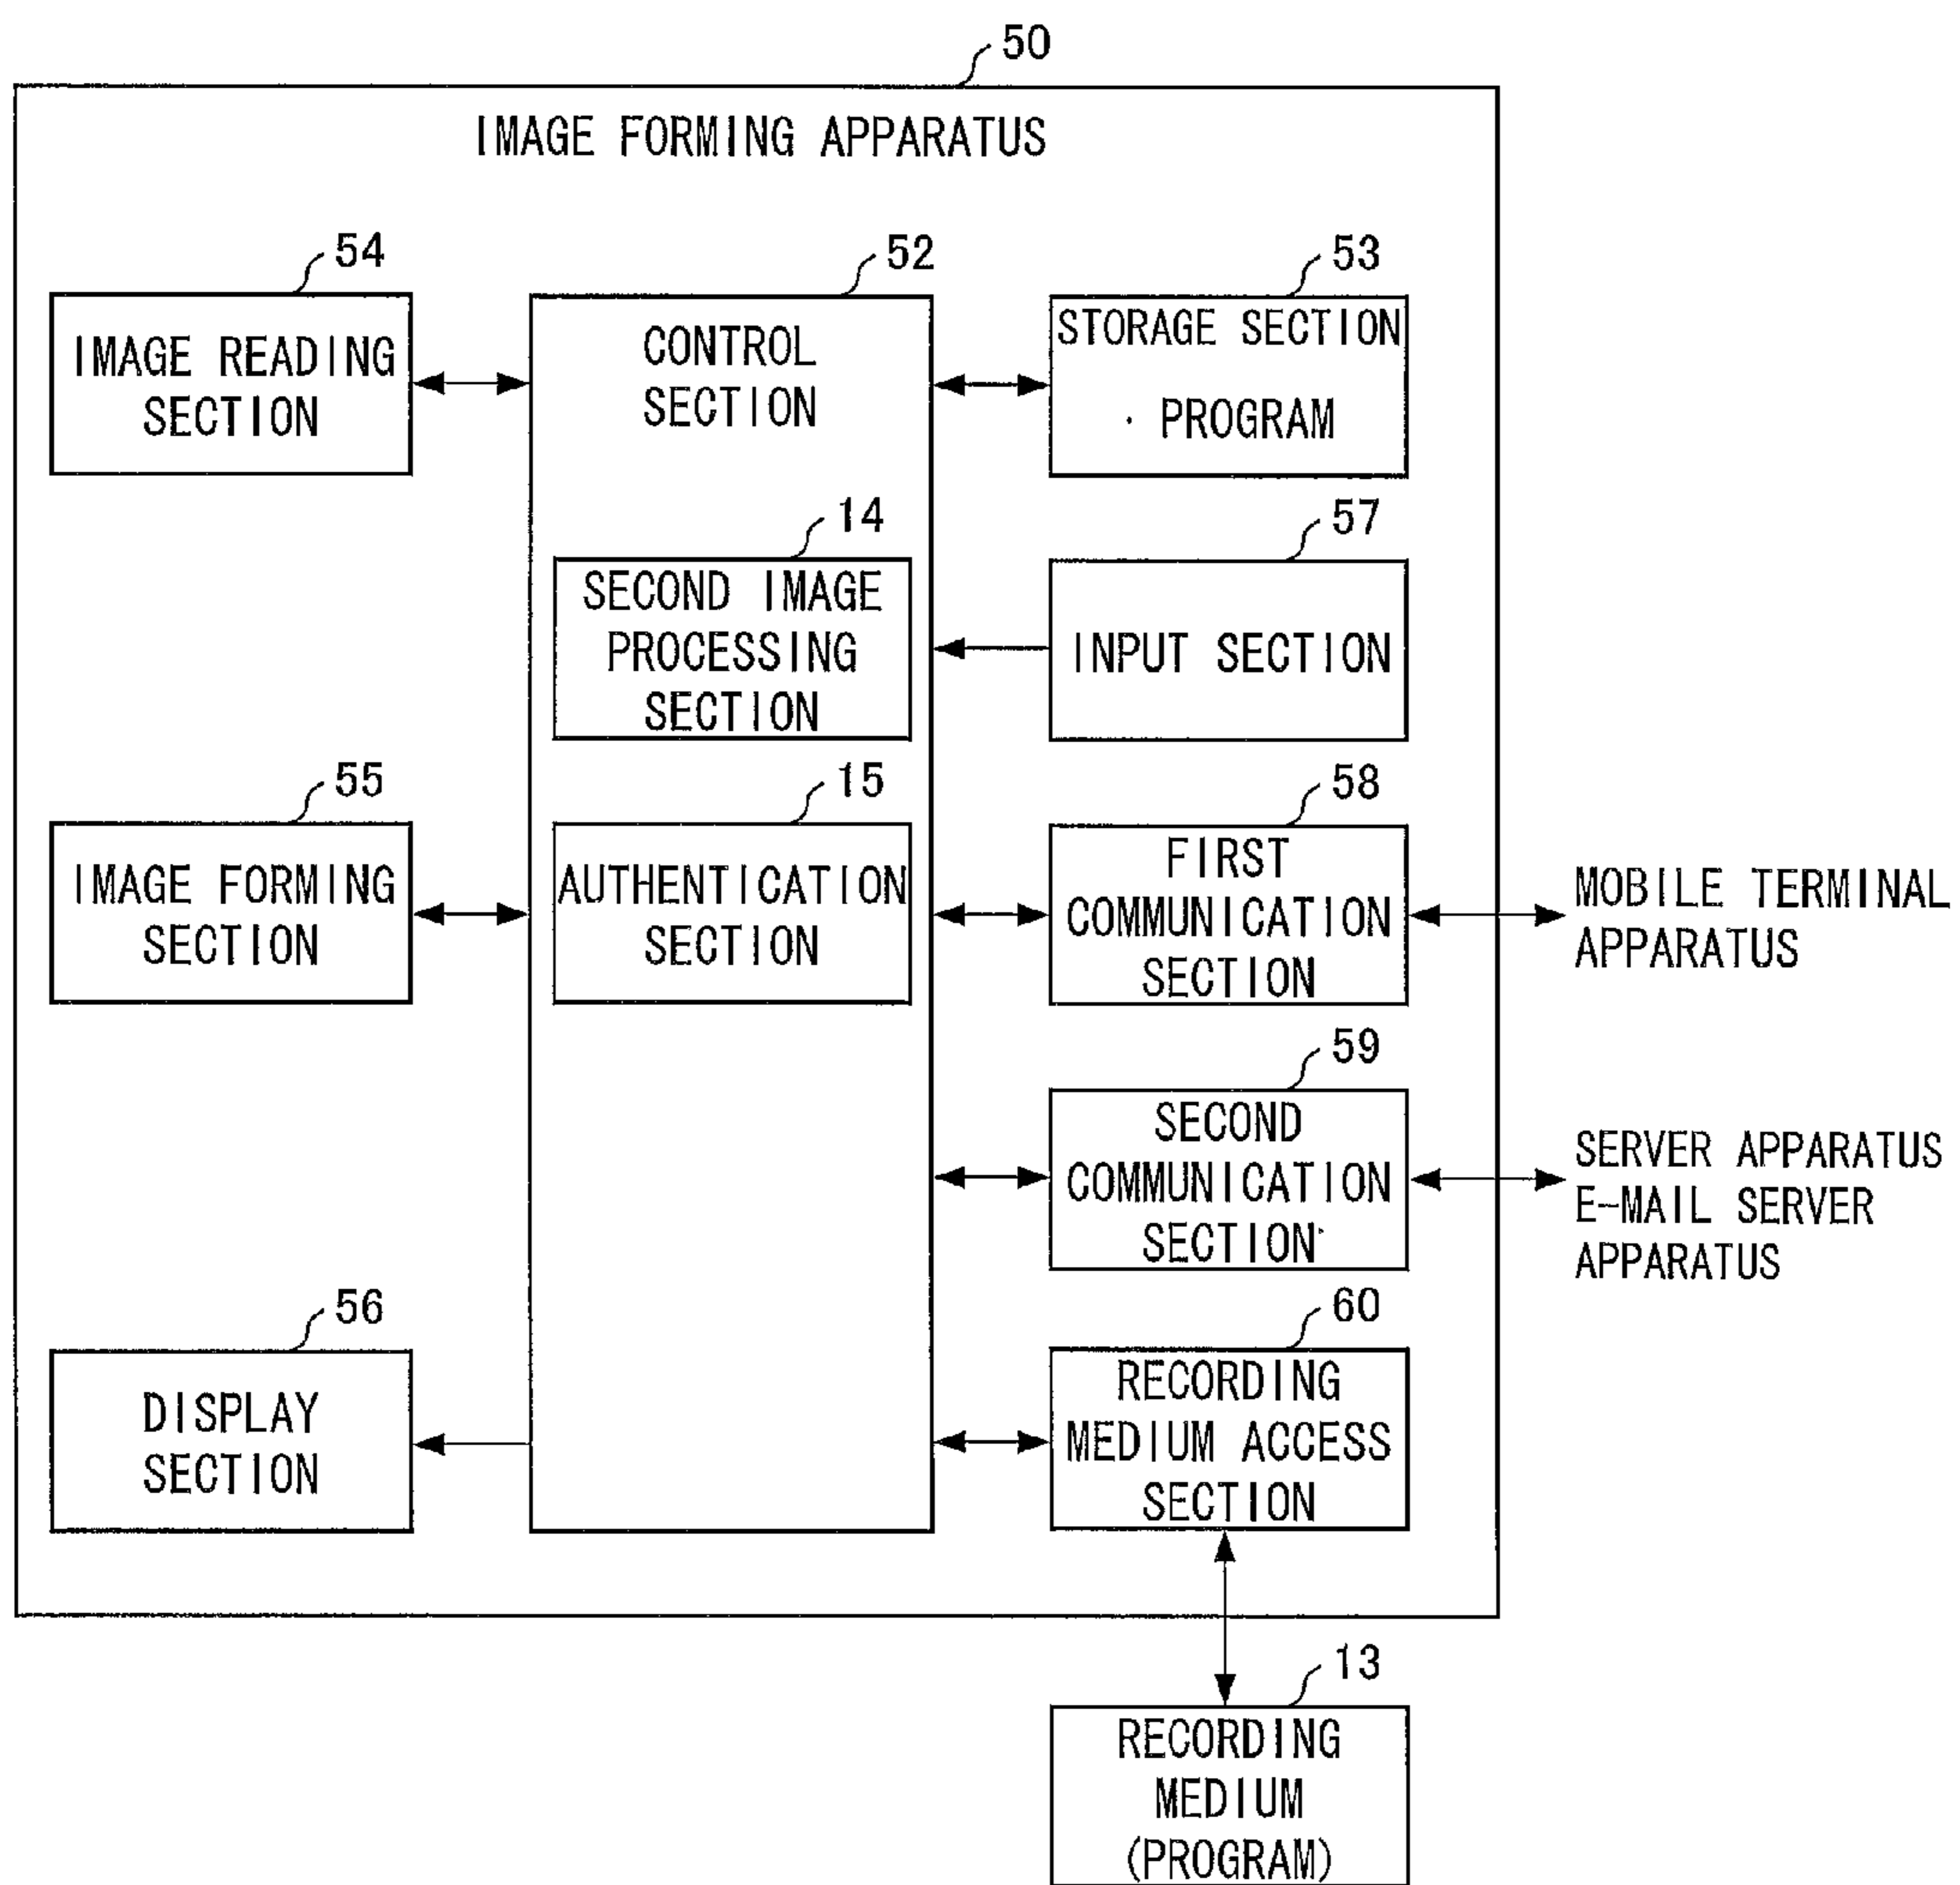 50
IMAGE FORMING APPARATUS
54
IMAGE READING
SECTION
52
CONTROL
SECTION
53
STORAGE SECTION
· PROGRAM
14
SECOND IMAGE
PROCESSING
SECTION
57
INPUT SECTION
55
IMAGE FORMING
SECTION
15
AUTHENTICATION
SECTION
58
FIRST
COMMUNICATION
SECTION
MOBILE TERMINAL
APPARATUS
59
SECOND
COMMUNICATION
SECTION
SERVER APPARATUS
E-MAIL SERVER
APPARATUS
56
DISPLAY
SECTION
60
RECORDING
MEDIUM ACCESS
SECTION
13
RECORDING
MEDIUM
(PROGRAM)